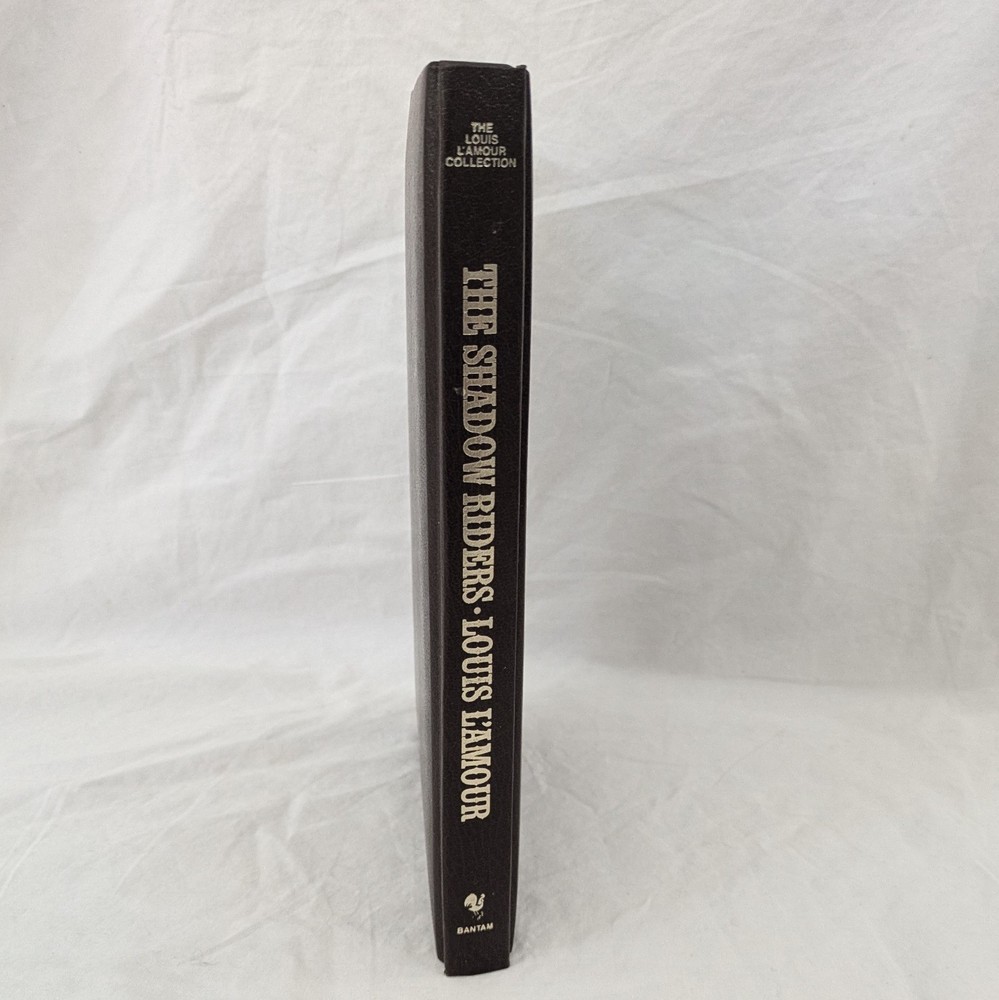 THE
LOUIS
L'AMOUR
COLLECTION
THE SHADOW RIDERS • LOUIS L'AMOUR
BANTAM